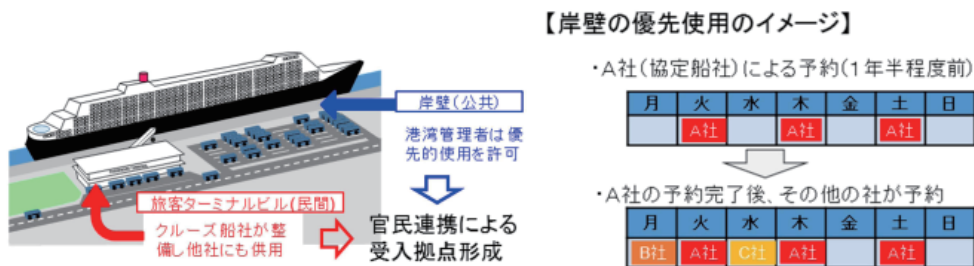 【岸壁の優先使用のイメージ】
岸壁(公共)
港湾管理者は優
先的使用を許可
旅客ターミナルビル(民間)
クルーズ船社が整
備し他社にも供用
官民連携による
受入拠点形成
・A社(協定船社)による予約(1年半程度前)
月 火 水 木 金 土 日
A社 A社 A社
・A社の予約完了後、その他の社が予約
月 火 水 木 金 土 日
B社 A社 C社 A社 A社